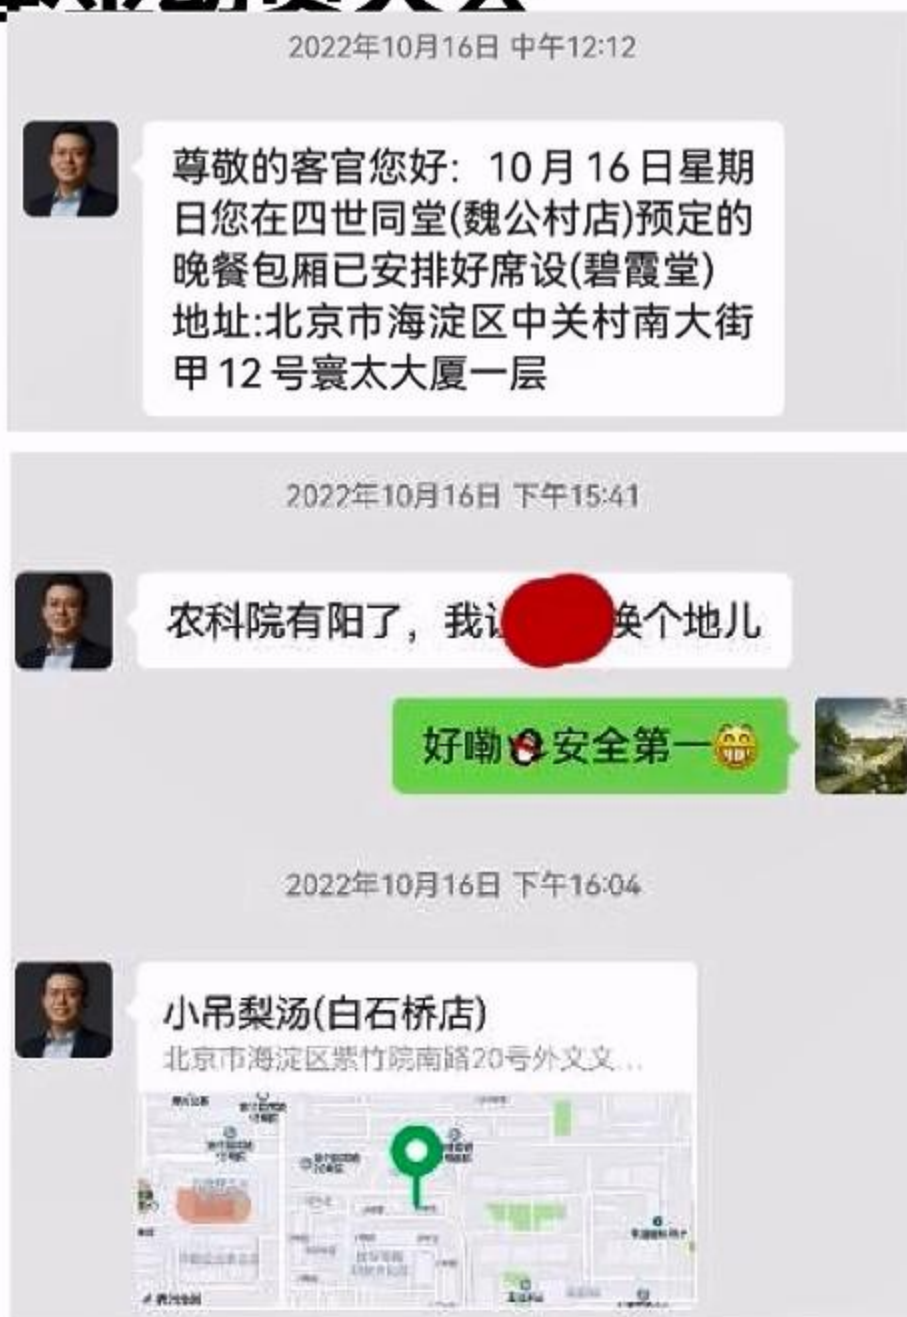 2022年10月16日 中午12:12
尊敬的客官您好：10月16日星期
日您在四世同堂(魏公村店)预定的
晚餐包厢已安排好席设(碧霞堂)
地址:北京市海淀区中关村南大街
甲12号寰太大厦一层
2022年10月16日 下午15:41
农科院有阳了，我让 换个地儿
好嘞 安全第一
2022年10月16日 下午16:04
小吊梨汤(白石桥店)
北京市海淀区紫竹院南路20号外文文...